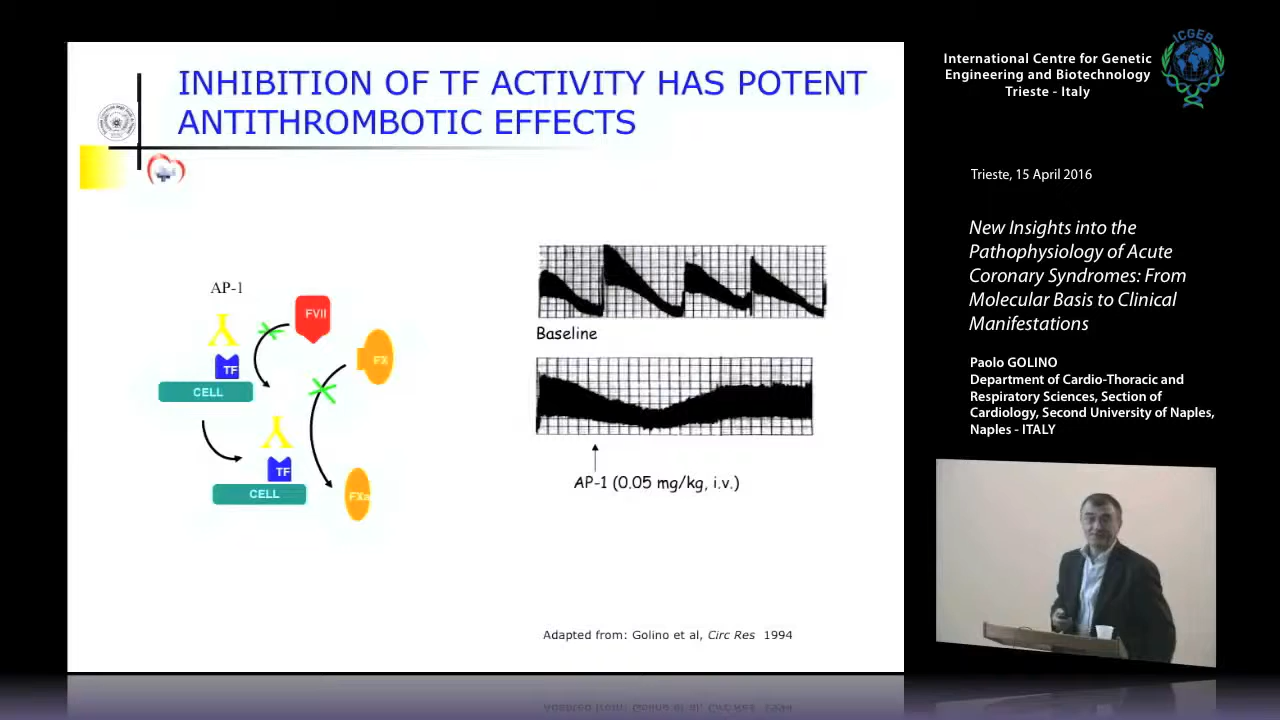 INHIBITION OF TF ACTIVITY HAS POTENT
ANTITHROMBOTIC EFFECTS
AP-1
FVII
FX
TF
CELL
TF
CELL
FXa
Baseline
AP-1 (0.05 mg/kg, i.v.)
Adapted from: Golino et al, Circ Res 1994
International Centre for Genetic
Engineering and Biotechnology
Trieste - Italy
ICGEB
Trieste, 15 April 2016
New Insights into the
Pathophysiology of Acute
Coronary Syndromes: From
Molecular Basis to Clinical
Manifestations
Paolo GOLINO
Department of Cardio-Thoracic and
Respiratory Sciences, Section of
Cardiology, Second University of Naples,
Naples - ITALY